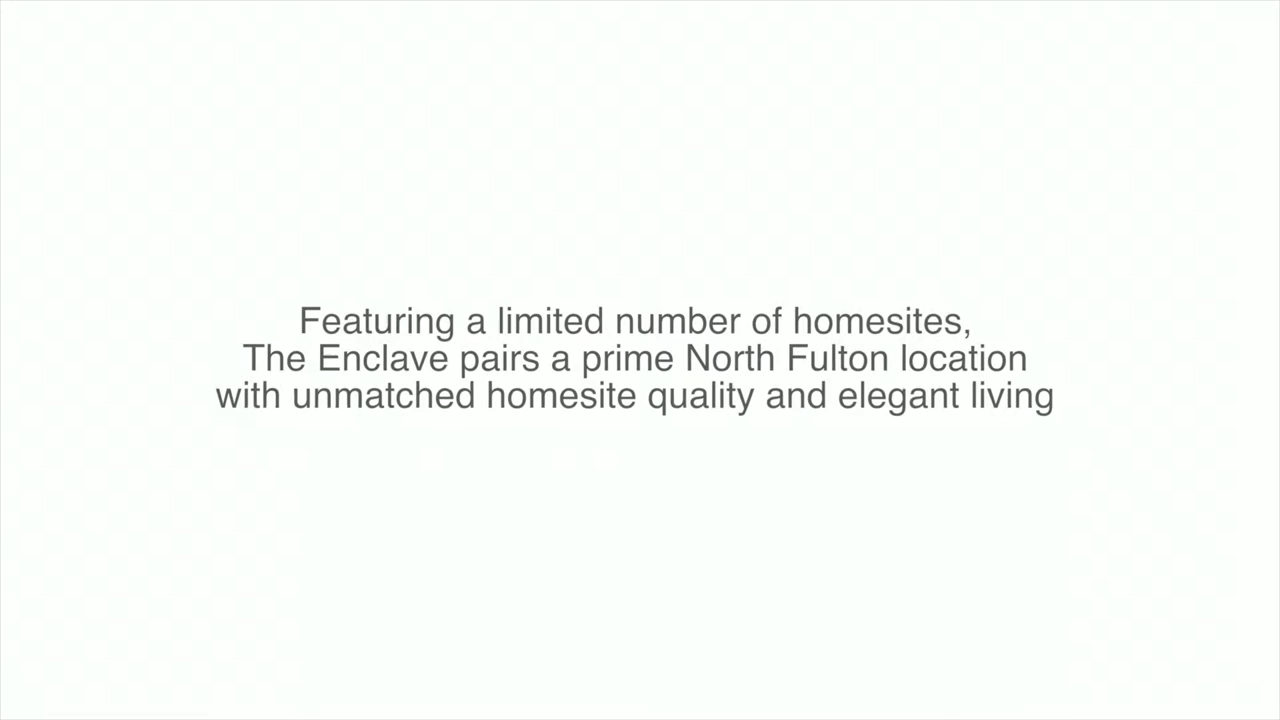 Featuring a limited number of homesites,
The Enclave pairs a prime North Fulton location
with unmatched homesite quality and elegant living